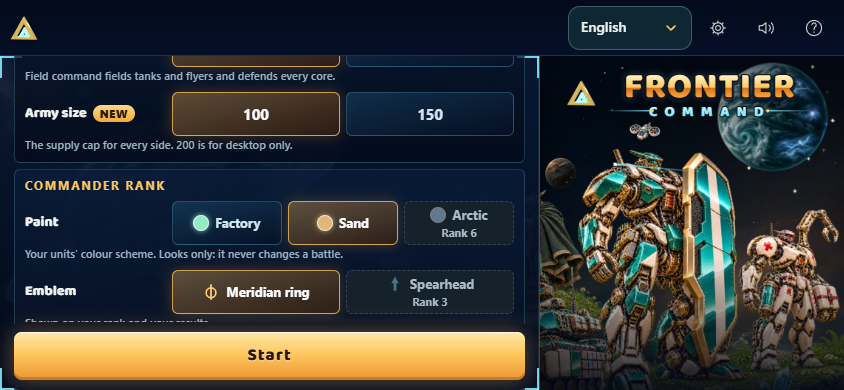 English
FRONTIER
COMMAND
Field command fields tanks and flyers and defends every core.
Army size NEW
100
150
The supply cap for every side. 200 is for desktop only.
COMMANDER RANK
Paint
Factory
Sand
Arctic
Rank 6
Your units' colour scheme. Looks only: it never changes a battle.
Emblem
Meridian ring
Spearhead
Rank 3
Start